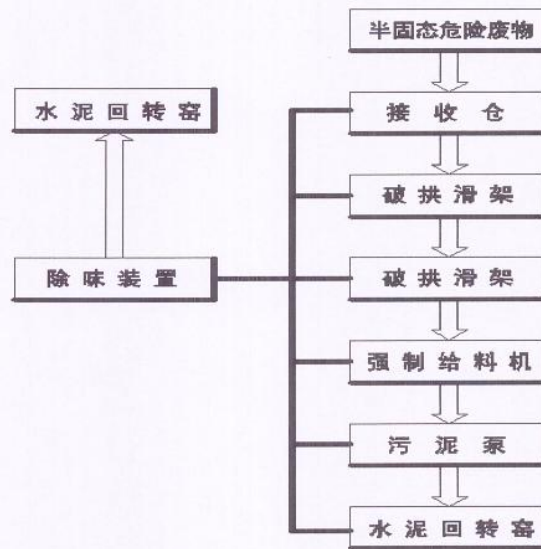 半固态危险废物
水泥回转窑
接收仓
破拱滑架
除味装置
破拱滑架
强制给料机
污泥泵
水泥回转窑